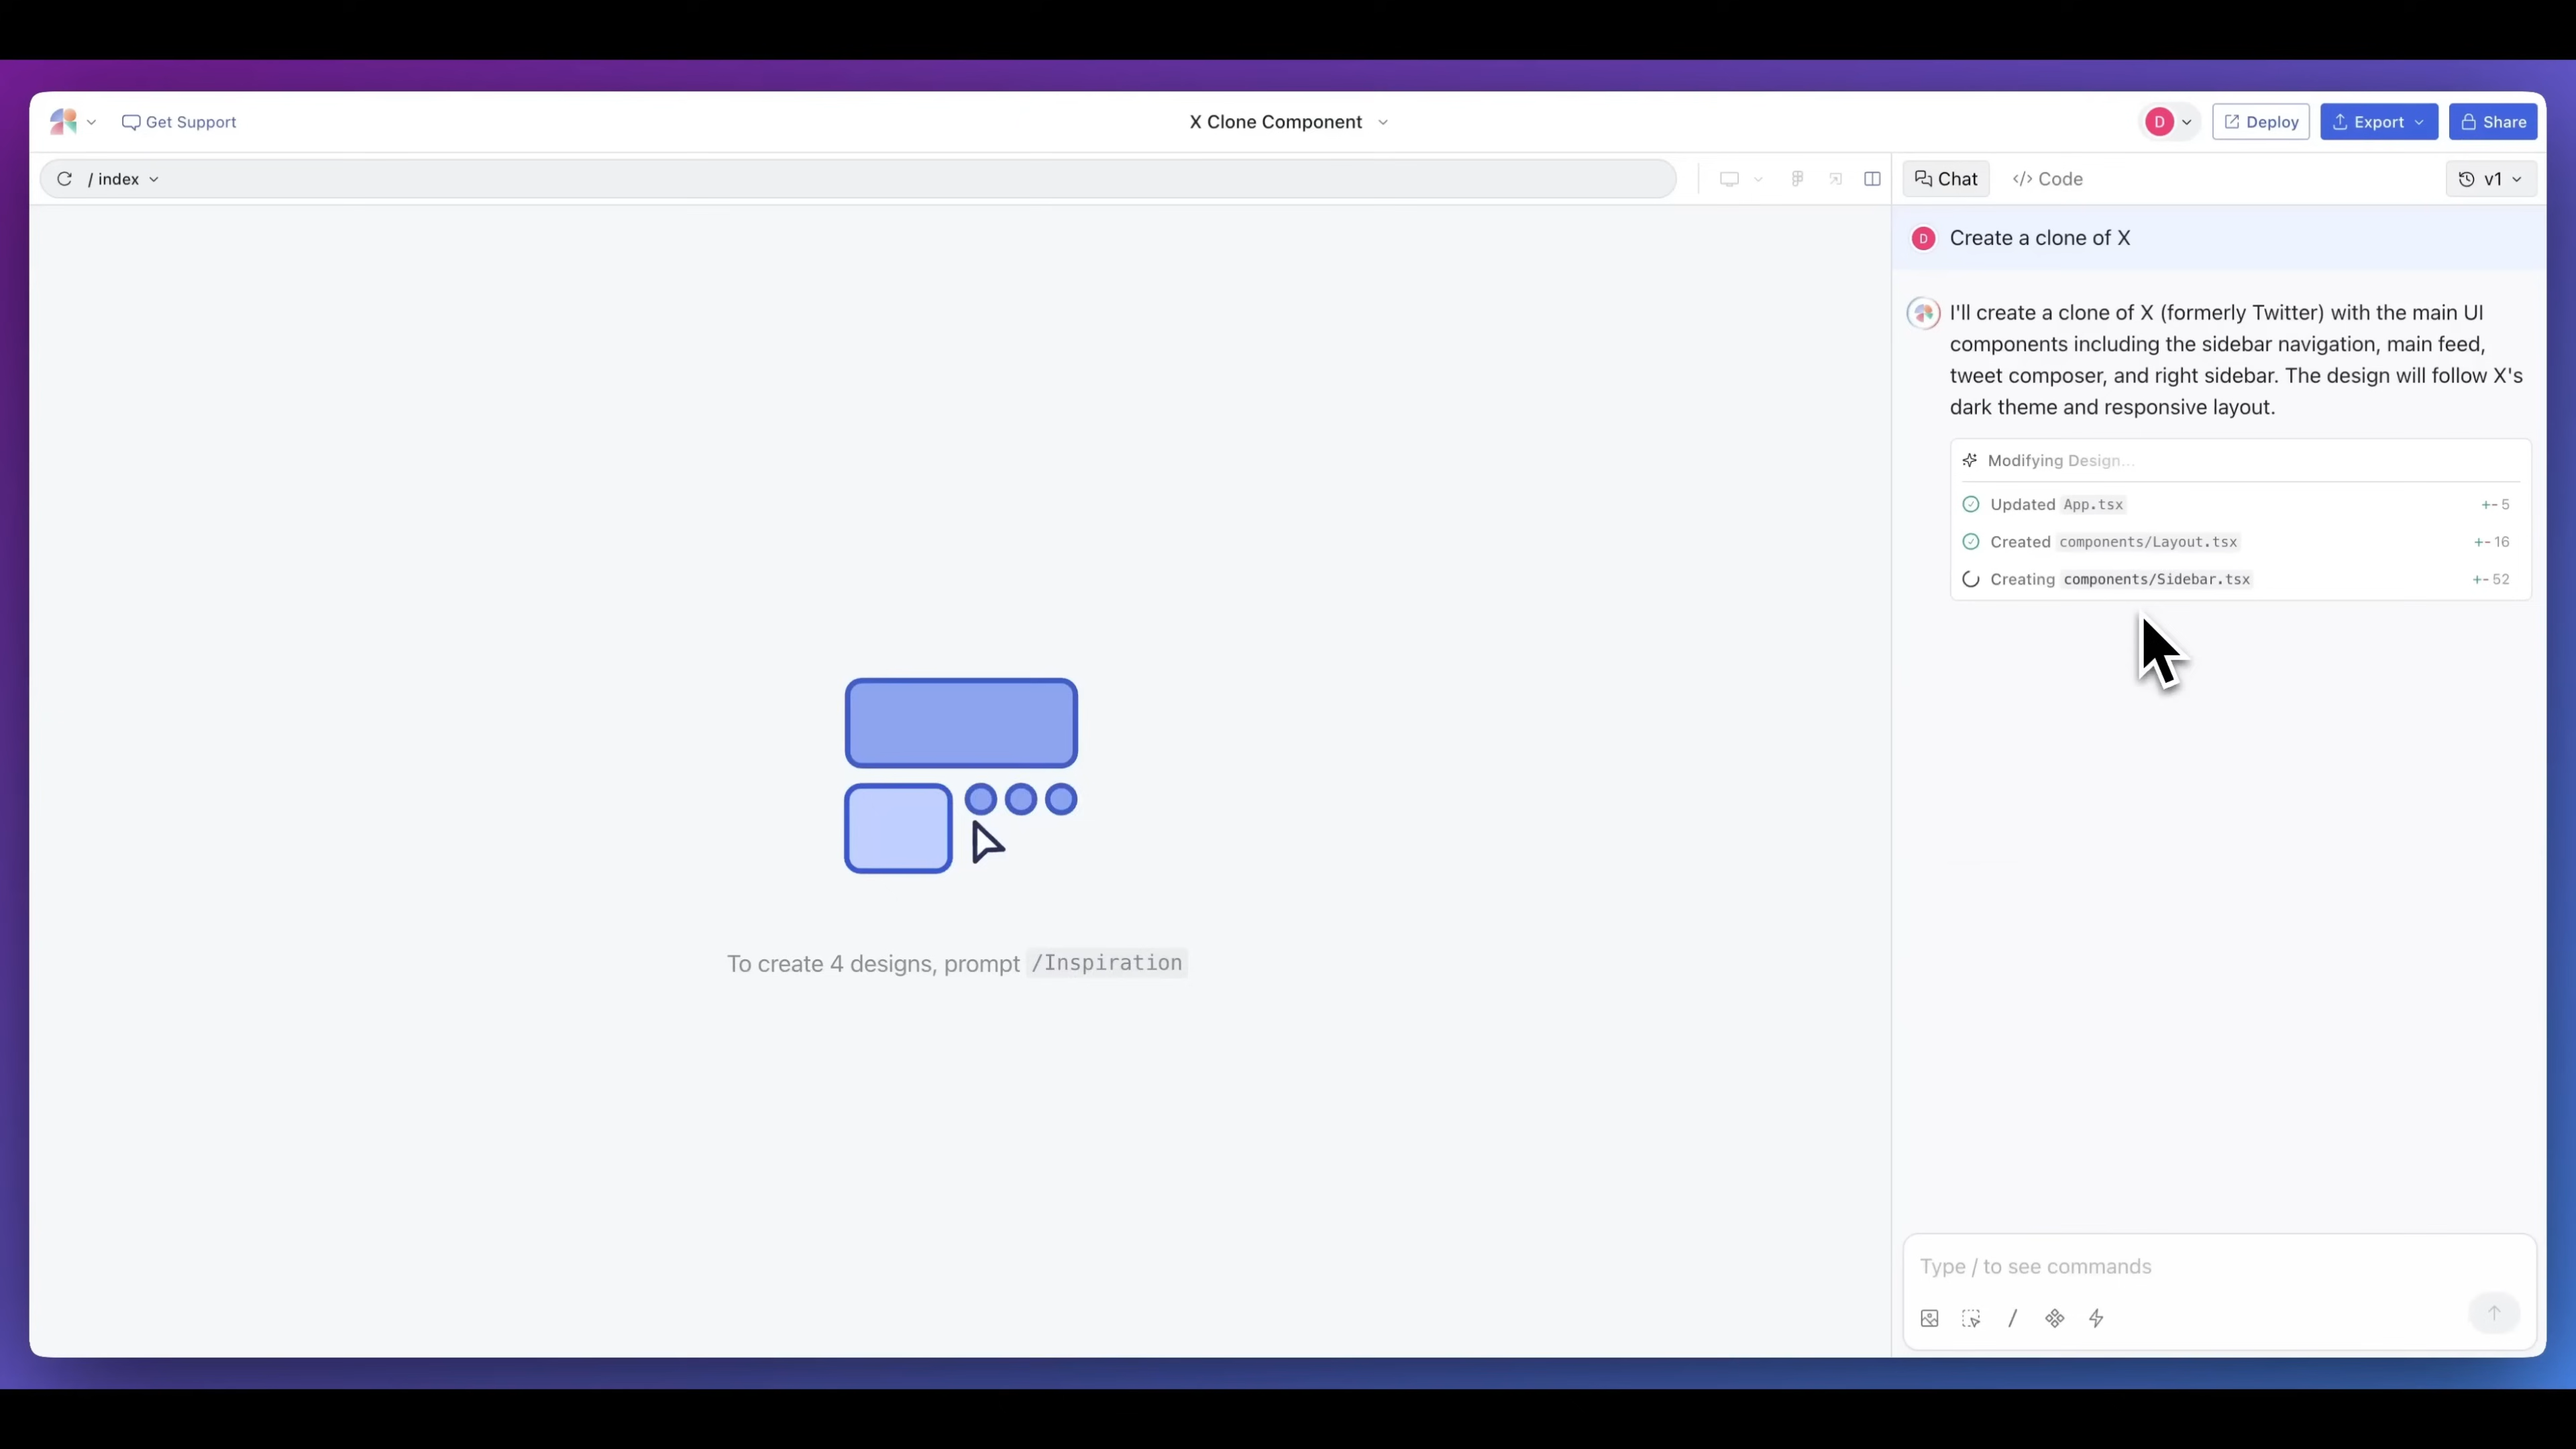 Get Support
X Clone Component
D
Deploy
Export
Share
/ index
Chat
</> Code
v1
D
Create a clone of X
I'll create a clone of X (formerly Twitter) with the main UI
components including the sidebar navigation, main feed,
tweet composer, and right sidebar. The design will follow X's
dark theme and responsive layout.
Modifying Design...
Updated App.tsx +- 5
Created components/Layout.tsx +- 16
Creating components/Sidebar.tsx +- 52
To create 4 designs, prompt /Inspiration
Type / to see commands